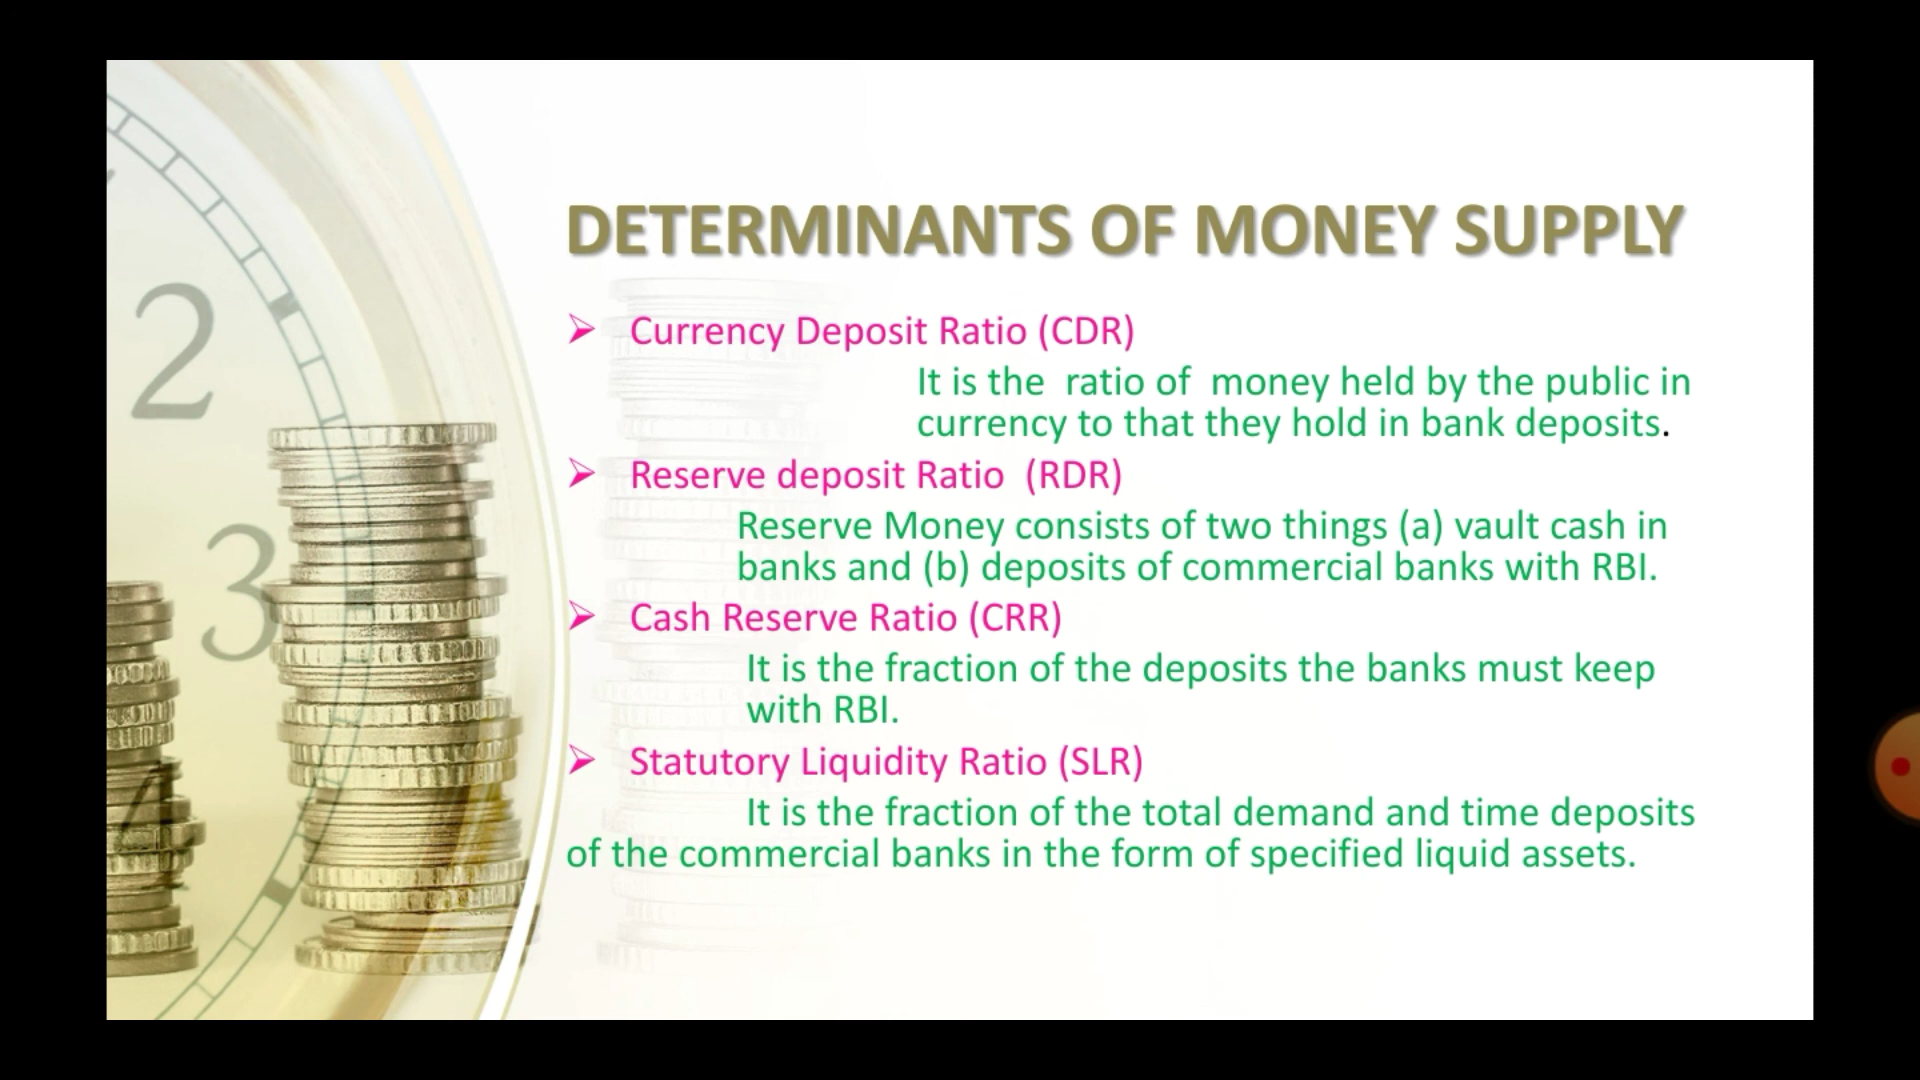 DETERMINANTS OF MONEY SUPPLY
➢ Currency Deposit Ratio (CDR)
It is the ratio of money held by the public in
currency to that they hold in bank deposits.
➢ Reserve deposit Ratio (RDR)
Reserve Money consists of two things (a) vault cash in
banks and (b) deposits of commercial banks with RBI.
➢ Cash Reserve Ratio (CRR)
It is the fraction of the deposits the banks must keep
with RBI.
➢ Statutory Liquidity Ratio (SLR)
It is the fraction of the total demand and time deposits
of the commercial banks in the form of specified liquid assets.
2
3
4